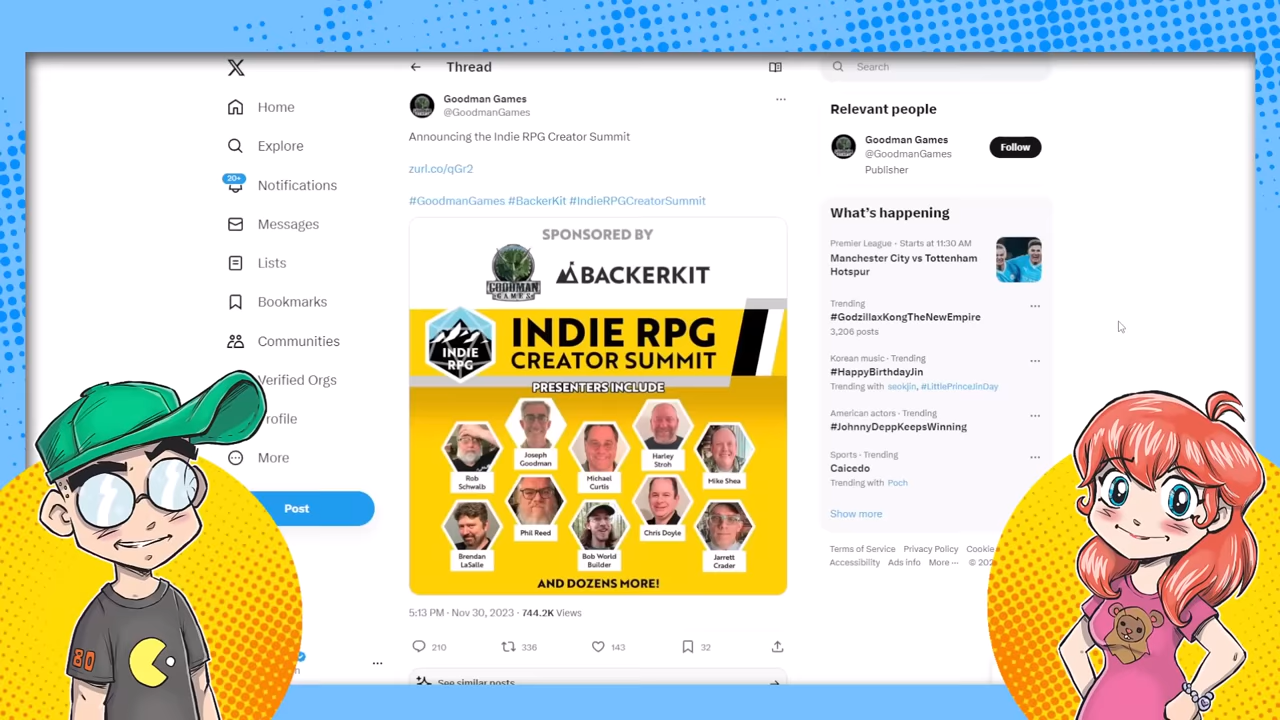 Home
Explore
20+
Notifications
Messages
Lists
Bookmarks
Communities
Verified Orgs
rofile
More
Post
Thread
Goodman Games
@GoodmanGames
Announcing the Indie RPG Creator Summit
zurl.co/qGr2
#GoodmanGames #BackerKit #IndieRPGCreatorSummit
SPONSORED BY
GOODMAN
GAMES
BACKERKIT
INDIE
RPG
INDIE RPG
CREATOR SUMMIT
PRESENTERS INCLUDE
Rob
Schwalb
Joseph
Goodman
Michael
Curtis
Harley
Stroh
Mike Shea
Brendan
LaSalle
Phil Reed
Bob World
Builder
Chris Doyle
Jarrett
Crader
AND DOZENS MORE!
5:13 PM · Nov 30, 2023 · 744.2K Views
210
336
143
32
See similar posts
Search
Relevant people
Goodman Games
@GoodmanGames
Follow
Publisher
What's happening
Premier League · Starts at 11:30 AM
Manchester City vs Tottenham
Hotspur
Trending
#GodzillaxKongTheNewEmpire
3,206 posts
Korean music · Trending
#HappyBirthdayJin
Trending with seokjin, #LittlePrinceJinDay
American actors · Trending
#JohnnyDeppKeepsWinning
Sports · Trending
Caicedo
Trending with Poch
Show more
Terms of Service Privacy Policy Cookie
Accessibility Ads info More ··· © 202
80